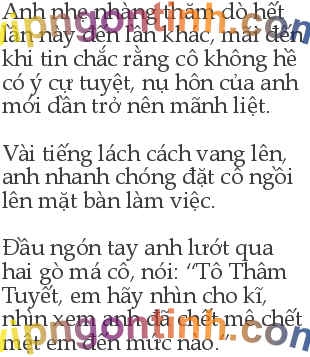 Anh nhẹ nhàng thăm dò hết
lần này đến lần khác, mãi đến
khi tin chắc rằng cô không hề
có ý cự tuyệt, nụ hôn của anh
mới dần trở nên mãnh liệt.
Vài tiếng lách cách vang lên,
anh nhanh chóng đặt cô ngồi
lên mặt bàn làm việc.
Đầu ngón tay anh lướt qua
hai gò má cô, nói: “Tô Thâm
Tuyết, em hãy nhìn cho kĩ,
nhìn xem anh đã chết mê chết
mệt em đến mức nào.”
vipngontinh.com
vipngontinh.com